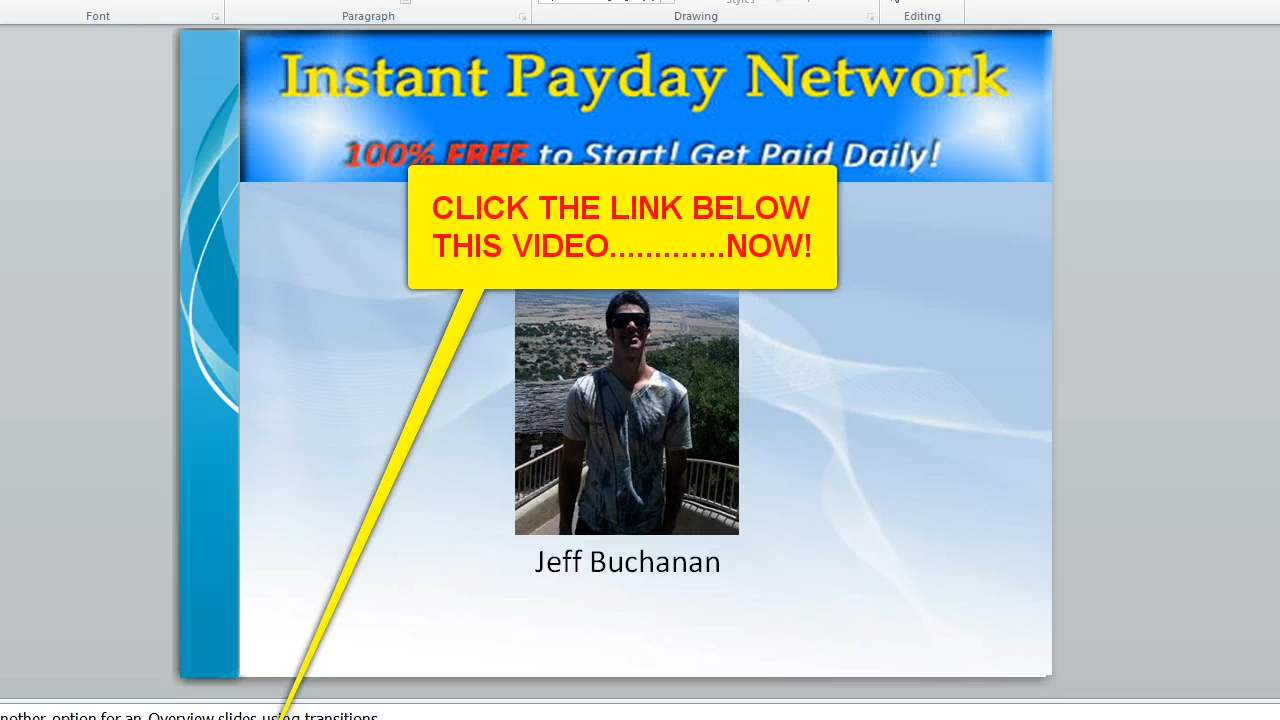 Font Paragraph Drawing Editing
Instant Payday Network
100% FREE to Start! Get Paid Daily!
CLICK THE LINK BELOW
THIS VIDEO.............NOW!
Jeff Buchanan
nother option for an Overview slides using transitions